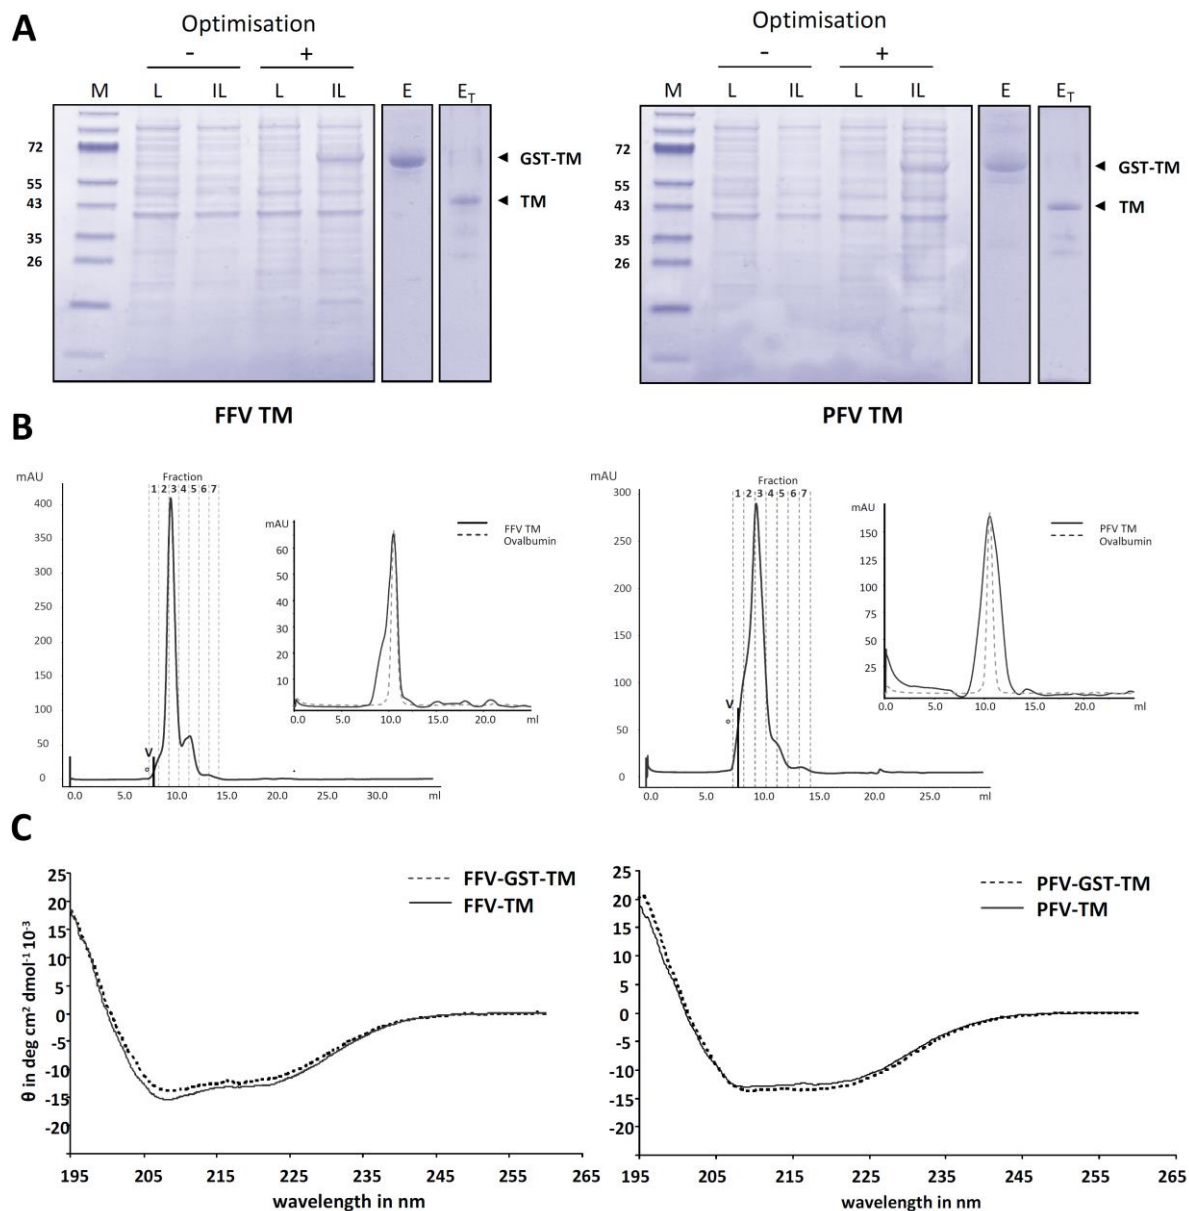 A
Optimisation
- +
M L IL L IL E E_T
72
55
43
35
26
GST-TM
TM
FFV TM
Optimisation
- +
M L IL L IL E E_T
72
55
43
35
26
GST-TM
TM
PFV TM
B
mAU
Fraction
1 2 3 4 5 6 7
400
350
300
250
200
150
100
50
0
V
o
0.0 5.0 10.0 15.0 20.0 25.0 30.0 ml
mAU
60
50
40
30
20
10
0.0 5.0 10.0 15.0 20.0 ml
FFV TM
Ovalbumin
mAU
Fraction
1 2 3 4 5 6 7
300
250
200
150
100
50
0
V
o
0.0 5.0 10.0 15.0 20.0 25.0 ml
mAU
150
125
100
75
50
25
0.0 5.0 10.0 15.0 20.0 ml
PFV TM
Ovalbumin
C
θ in deg cm² dmol⁻¹ 10⁻³
25
20
15
10
5
0
-5
-10
-15
-20
195 205 215 225 235 245 255 265
wavelength in nm
FFV-GST-TM
FFV-TM
25
20
15
10
5
0
-5
-10
-15
-20
195 205 215 225 235 245 255 265
wavelength in nm
PFV-GST-TM
PFV-TM